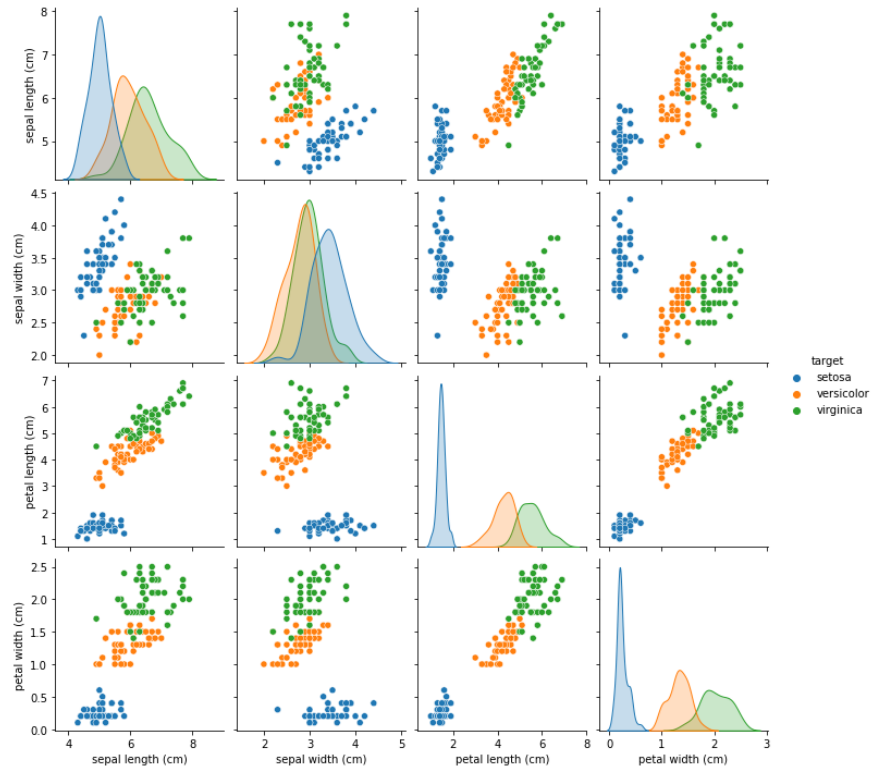 8
7
6
5
sepal length (cm)
4.5
4.0
3.5
3.0
2.5
2.0
sepal width (cm)
7
6
5
4
3
2
1
petal length (cm)
2.5
2.0
1.5
1.0
0.5
0.0
petal width (cm)
4 6 8
sepal length (cm)
2 3 4 5
sepal width (cm)
2 4 6 8
petal length (cm)
0 1 2 3
petal width (cm)
target
setosa
versicolor
virginica